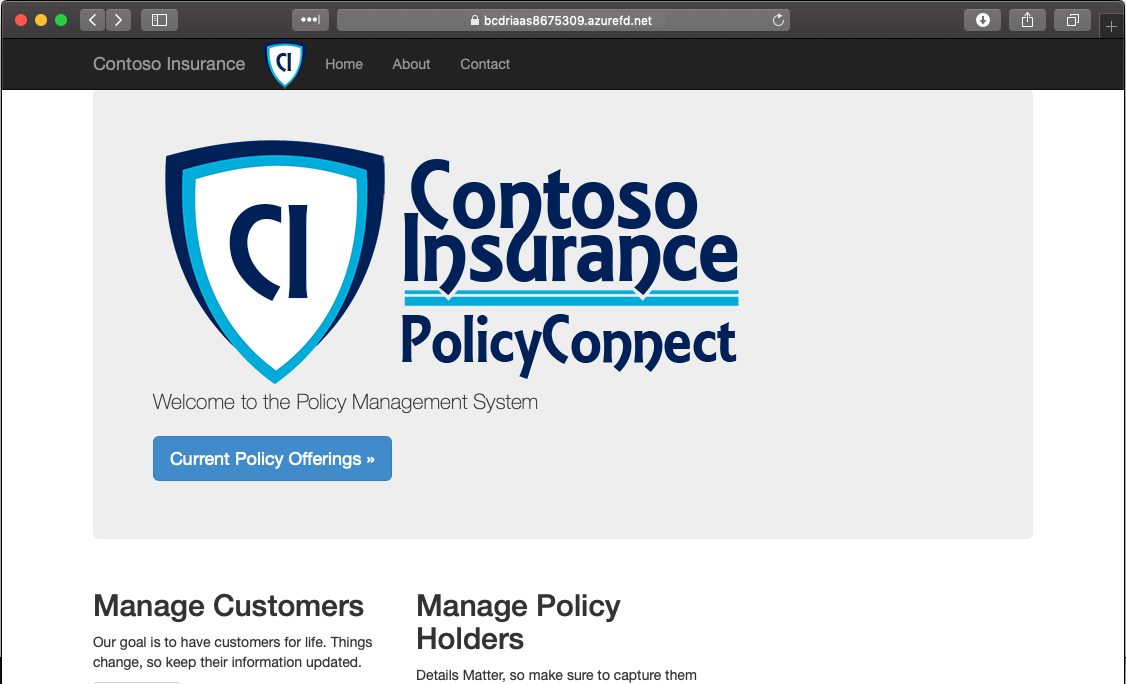 bcdriaas8675309.azurefd.net
Contoso Insurance CI Home About Contact
CI
Contoso
Insurance
PolicyConnect
Welcome to the Policy Management System
Current Policy Offerings »
Manage Customers
Our goal is to have customers for life. Things
change, so keep their information updated.
Manage Policy
Holders
Details Matter, so make sure to capture them